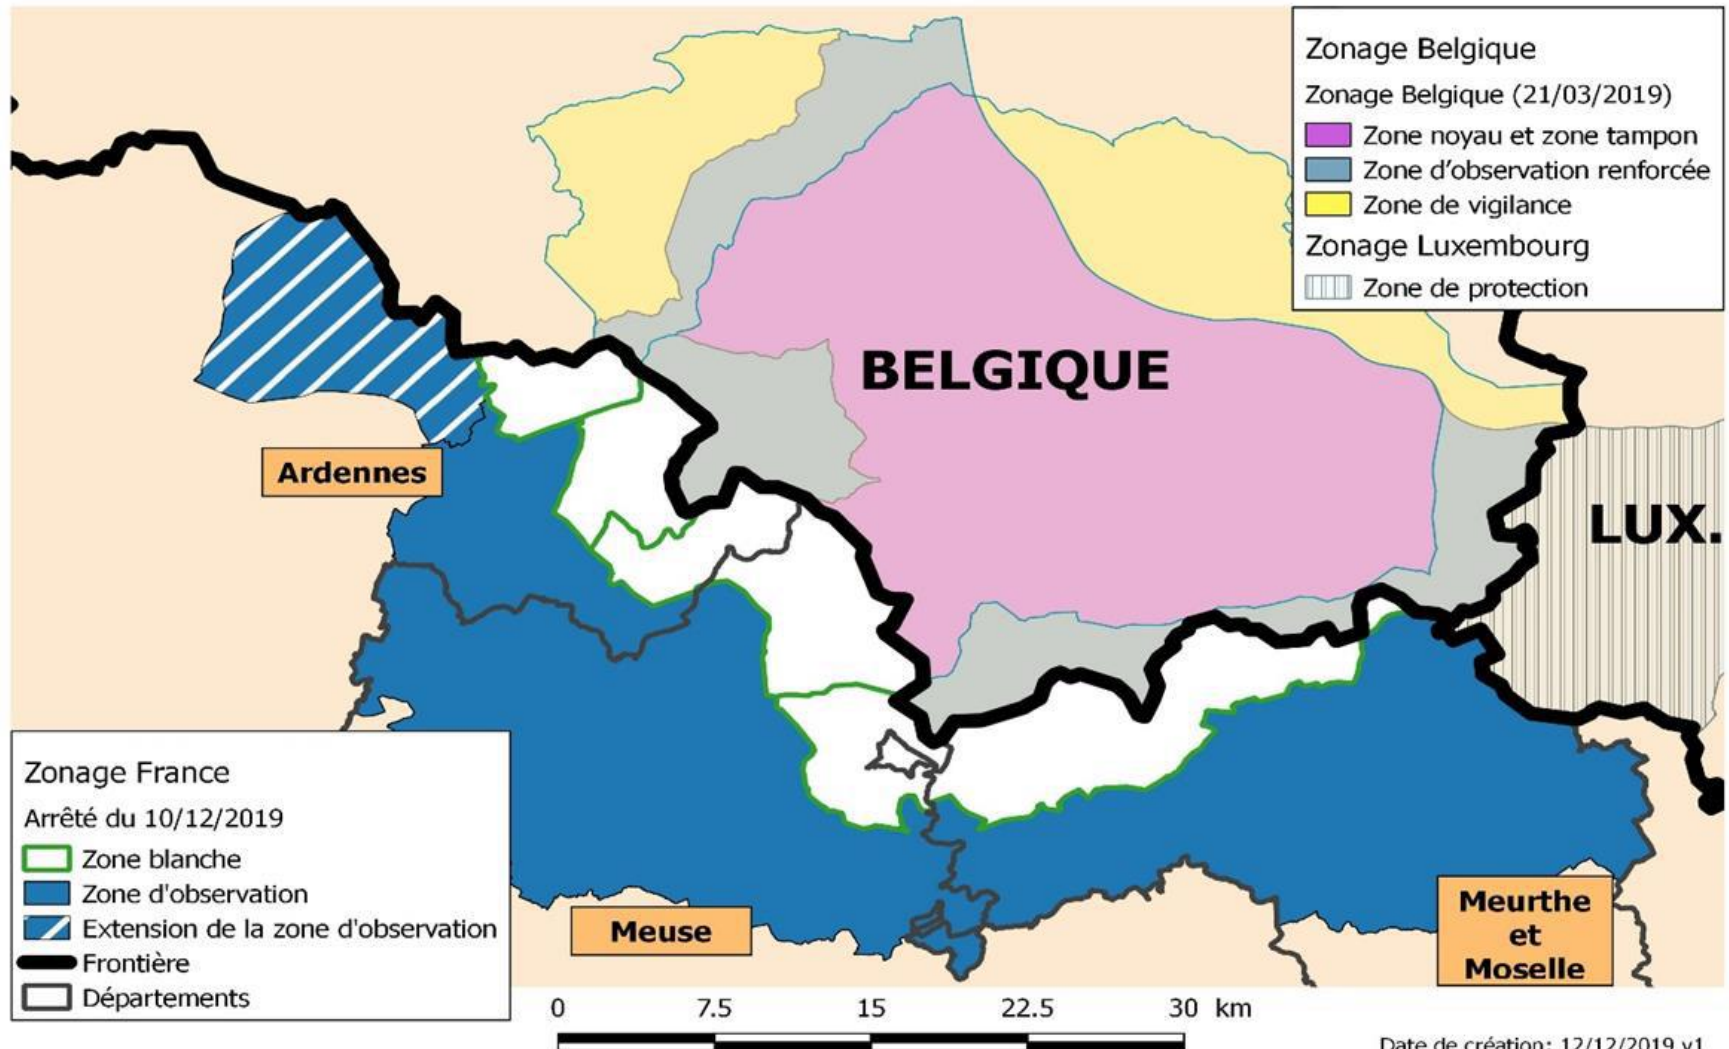 Zonage Belgique
Zonage Belgique (21/03/2019)
Zone noyau et zone tampon
Zone d'observation renforcée
Zone de vigilance
Zonage Luxembourg
Zone de protection
BELGIQUE
Ardennes
LUX.
Zonage France
Arrêté du 10/12/2019
Zone blanche
Zone d'observation
Extension de la zone d'observation
Frontière
Départements
Meuse
Meurthe
et
Moselle
0 7.5 15 22.5 30 km
Date de création: 12/12/2019 v1